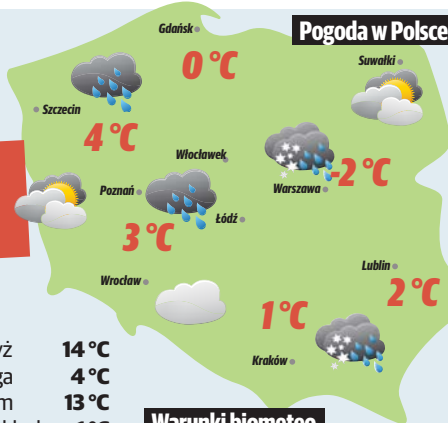 Pogoda w Polsce
Gdańsk
0 °C
Suwałki
Szczecin
4 °C
Włocławek
-2 °C
Poznań
Warszawa
3 °C
Łódź
Wrocław
Lublin
2 °C
1 °C
Kraków
14 °C
4 °C
13 °C
Warunki biometeo